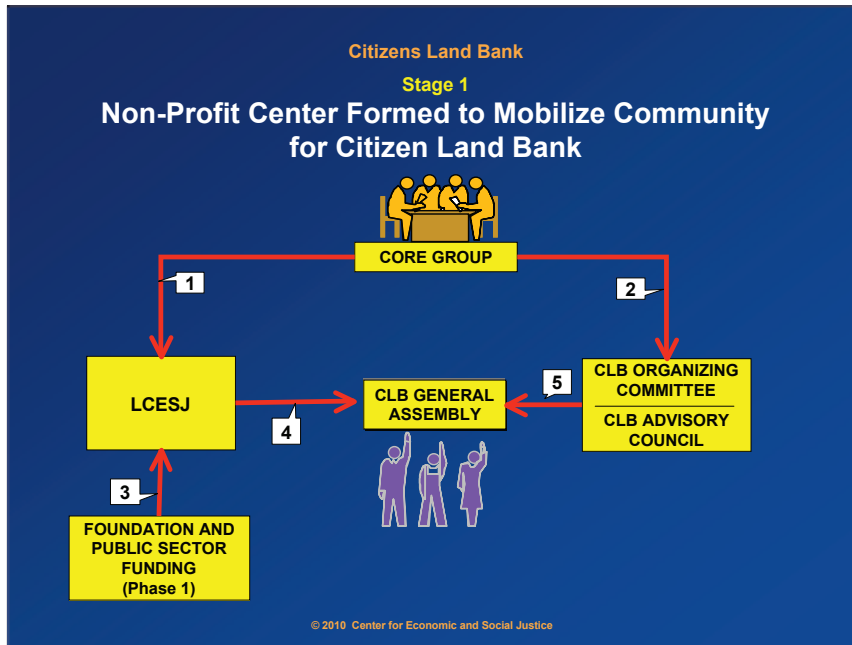 Citizens Land Bank
Stage 1
Non-Profit Center Formed to Mobilize Community
for Citizen Land Bank
CORE GROUP
1
2
LCESJ
4
CLB GENERAL
ASSEMBLY
5
CLB ORGANIZING
COMMITTEE
CLB ADVISORY
COUNCIL
3
FOUNDATION AND
PUBLIC SECTOR
FUNDING
(Phase 1)
© 2010 Center for Economic and Social Justice